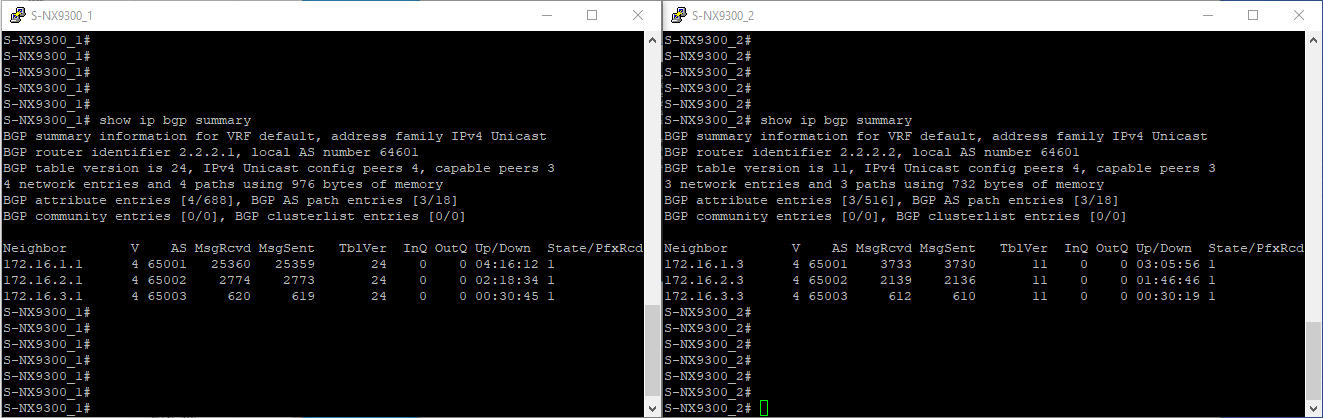 S-NX9300_1
S-NX9300_1#
S-NX9300_1#
S-NX9300_1#
S-NX9300_1#
S-NX9300_1#
S-NX9300_1# show ip bgp summary
BGP summary information for VRF default, address family IPv4 Unicast
BGP router identifier 2.2.2.1, local AS number 64601
BGP table version is 24, IPv4 Unicast config peers 4, capable peers 3
4 network entries and 4 paths using 976 bytes of memory
BGP attribute entries [4/688], BGP AS path entries [3/18]
BGP community entries [0/0], BGP clusterlist entries [0/0]
Neighbor        V    AS MsgRcvd MsgSent   TblVer  InQ OutQ Up/Down  State/PfxRcd
172.16.1.1      4 65001   25360   25359       24    0    0 04:16:12 1
172.16.2.1      4 65002    2774    2773       24    0    0 02:18:34 1
172.16.3.1      4 65003     620     619       24    0    0 00:30:45 1
S-NX9300_1#
S-NX9300_1#
S-NX9300_1#
S-NX9300_1#
S-NX9300_1#
S-NX9300_1#
S-NX9300_1#
S-NX9300_2
S-NX9300_2#
S-NX9300_2#
S-NX9300_2#
S-NX9300_2#
S-NX9300_2#
S-NX9300_2# show ip bgp summary
BGP summary information for VRF default, address family IPv4 Unicast
BGP router identifier 2.2.2.2, local AS number 64601
BGP table version is 11, IPv4 Unicast config peers 4, capable peers 3
3 network entries and 3 paths using 732 bytes of memory
BGP attribute entries [3/516], BGP AS path entries [3/18]
BGP community entries [0/0], BGP clusterlist entries [0/0]
Neighbor        V    AS MsgRcvd MsgSent   TblVer  InQ OutQ Up/Down  State/PfxRcd
172.16.1.3      4 65001    3733    3730       11    0    0 03:05:56 1
172.16.2.3      4 65002    2139    2136       11    0    0 01:46:46 1
172.16.3.3      4 65003     612     610       11    0    0 00:30:19 1
S-NX9300_2#
S-NX9300_2#
S-NX9300_2#
S-NX9300_2#
S-NX9300_2#
S-NX9300_2#
S-NX9300_2#